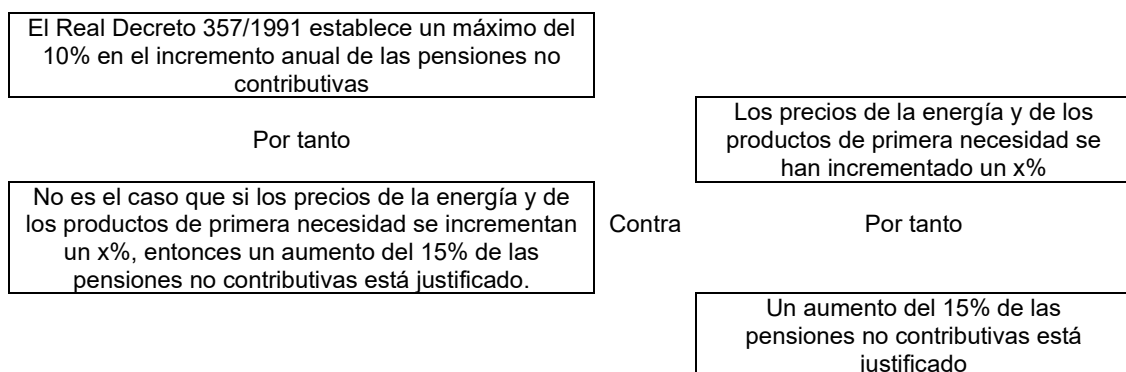 El Real Decreto 357/1991 establece un máximo del
10% en el incremento anual de las pensiones no
contributivas
Por tanto
No es el caso que si los precios de la energía y de
los productos de primera necesidad se incrementan
un x%, entonces un aumento del 15% de las
pensiones no contributivas está justificado.
Contra
Los precios de la energía y de los
productos de primera necesidad se
han incrementado un x%
Por tanto
Un aumento del 15% de las
pensiones no contributivas está
justificado